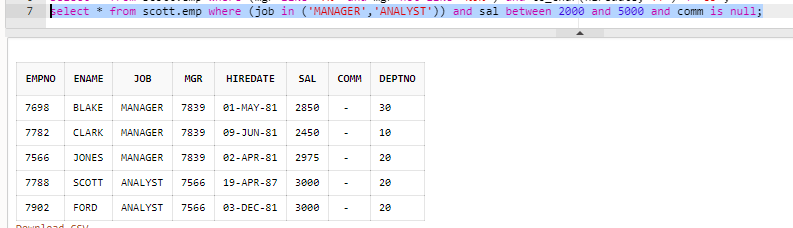 7 select * from scott.emp where (job in ('MANAGER','ANALYST')) and sal between 2000 and 5000 and comm is null;
EMPNO ENAME JOB MGR HIREDATE SAL COMM DEPTNO
7698 BLAKE MANAGER 7839 01-MAY-81 2850 - 30
7782 CLARK MANAGER 7839 09-JUN-81 2450 - 10
7566 JONES MANAGER 7839 02-APR-81 2975 - 20
7788 SCOTT ANALYST 7566 19-APR-87 3000 - 20
7902 FORD ANALYST 7566 03-DEC-81 3000 - 20
Download CSV